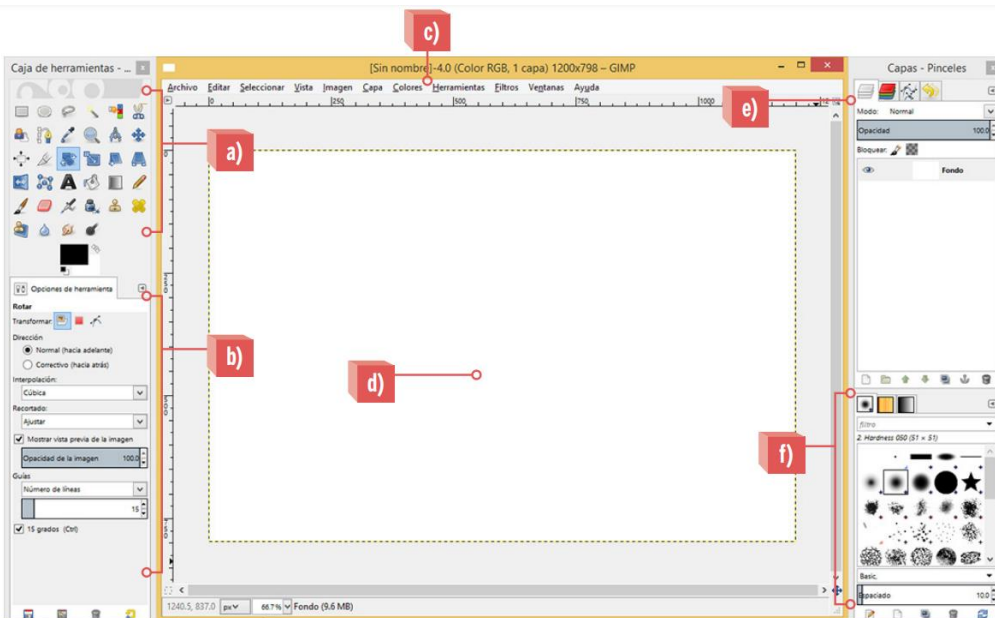 c)
Caja de herramientas - ...
[Sin nombre]-4.0 (Color RGB, 1 capa) 1200x798 – GIMP
Capas - Pinceles
Archivo Editar Seleccionar Vista Imagen Capa Colores Herramientas Filtros Ventanas Ayuda
0 250 500 750 1000
e)
Modo: Normal
Opacidad 100.0
Bloquear:
Fondo
a)
Opciones de herramienta
Rotar
Transformar:
Dirección
Normal (hacia adelante)
Correctivo (hacia atrás)
Interpolación:
Cúbica
Recortado:
Ajustar
Mostrar vista previa de la imagen
Opacidad de la imagen 100.0
Guías
Número de líneas
15
15 grados (Ctrl)
b)
d)
filtro
2. Hardness 050 (51 × 51)
f)
Basic,
Espaciado 10.0
1240.5, 837.0 px 66.7% Fondo (9.6 MB)